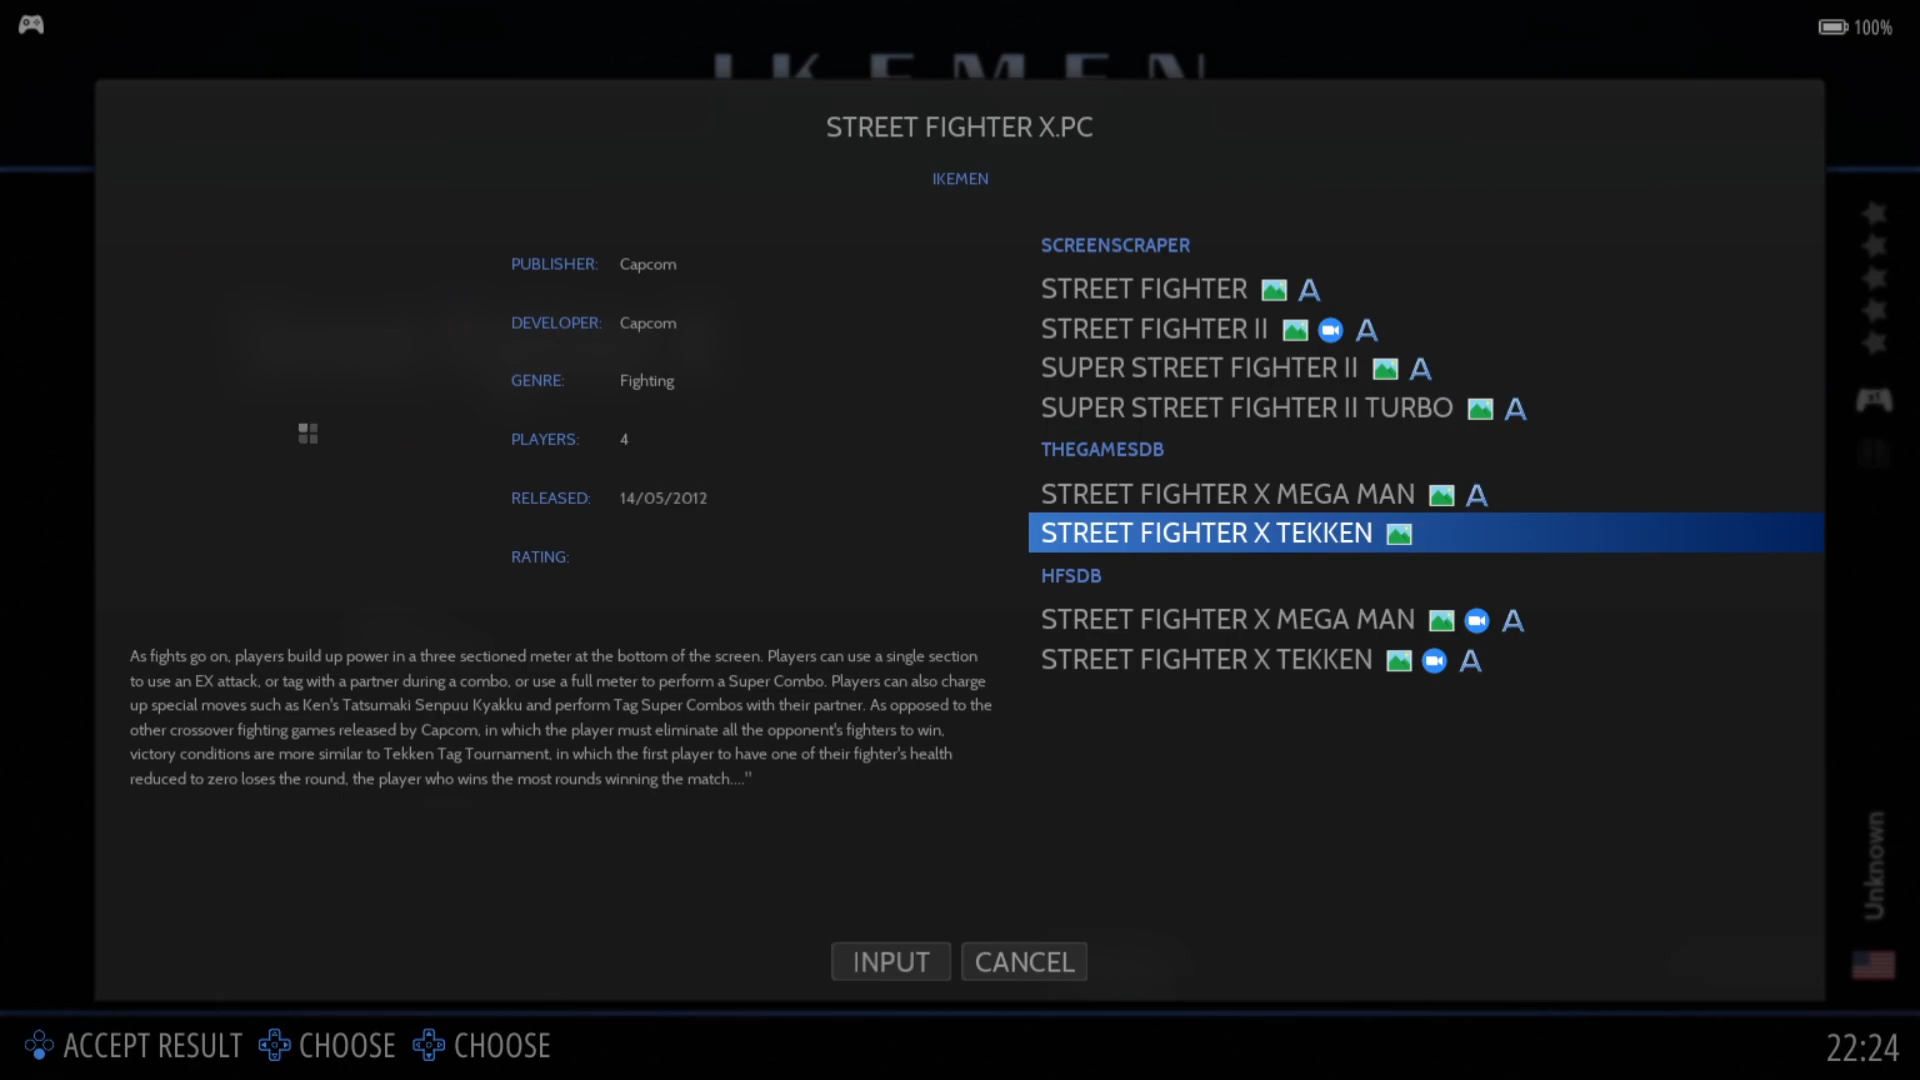 100%
IKEMEN
STREET FIGHTER X.PC
IKEMEN
PUBLISHER: Capcom
DEVELOPER: Capcom
GENRE: Fighting
PLAYERS: 4
RELEASED: 14/05/2012
RATING:
As fights go on, players build up power in a three sectioned meter at the bottom of the screen. Players can use a single section
to use an EX attack, or tag with a partner during a combo, or use a full meter to perform a Super Combo. Players can also charge
up special moves such as Ken's Tatsumaki Senpuu Kyakku and perform Tag Super Combos with their partner. As opposed to the
other crossover fighting games released by Capcom, in which the player must eliminate all the opponent's fighters to win,
victory conditions are more similar to Tekken Tag Tournament, in which the first player to have one of their fighter's health
reduced to zero loses the round, the player who wins the most rounds winning the match...."
SCREENSCRAPER
STREET FIGHTER A
STREET FIGHTER II A
SUPER STREET FIGHTER II A
SUPER STREET FIGHTER II TURBO A
THEGAMESDB
STREET FIGHTER X MEGA MAN A
STREET FIGHTER X TEKKEN
HFSDB
STREET FIGHTER X MEGA MAN A
STREET FIGHTER X TEKKEN A
Unknown
INPUT CANCEL
ACCEPT RESULT CHOOSE CHOOSE
22:24